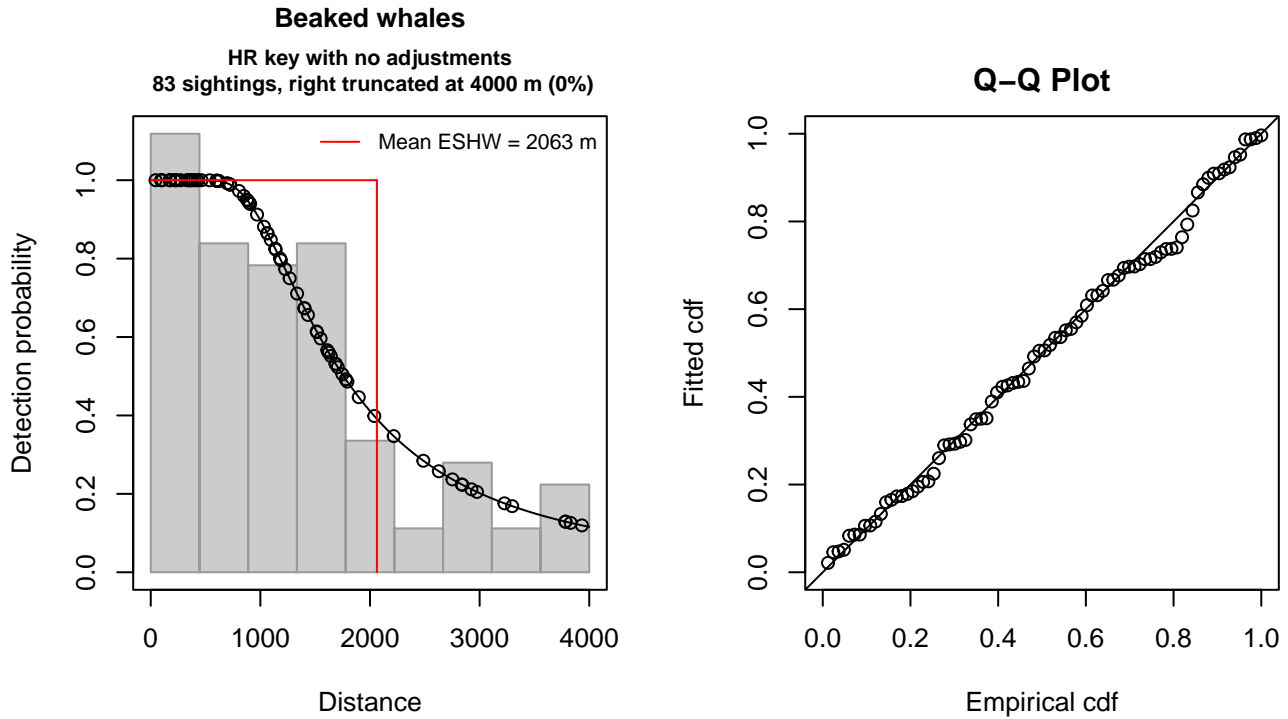 Beaked whales
HR key with no adjustments
83 sightings, right truncated at 4000 m (0%)
Mean ESHW = 2063 m
Detection probability
0.0 0.2 0.4 0.6 0.8 1.0
0 1000 2000 3000 4000
Distance
Q−Q Plot
Fitted cdf
0.0 0.2 0.4 0.6 0.8 1.0
0.0 0.2 0.4 0.6 0.8 1.0
Empirical cdf